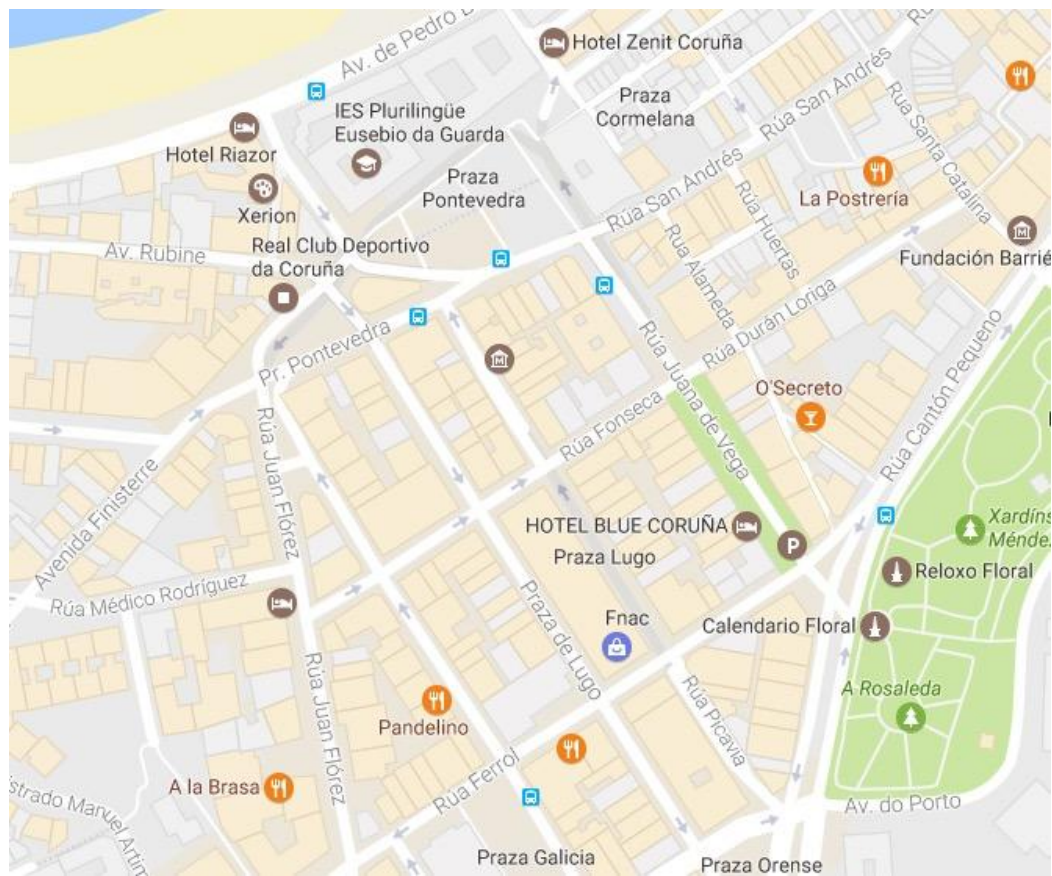 Av. de Pedro
Hotel Zenit Coruña
IES Plurilingüe
Eusebio da Guarda
Praza
Cormelana
Rúa San Andrés
Hotel Riazor
Rúa Santa Catalina
Xerion
Praza
Pontevedra
La Postrería
Rúa San Andrés
Rúa Huertas
Av. Rubine
Real Club Deportivo
da Coruña
Rúa Alameda
Fundación Barrié
Rúa Durán Loriga
Pr. Pontevedra
Rúa Juana de Vega
O'Secreto
Rúa Cantón Pequeno
Rúa Fonseca
Rúa Juan Flórez
Avenida Finisterre
HOTEL BLUE CORUÑA
P
Praza Lugo
Xardíns
Reloxo Floral
Rúa Médico Rodríguez
Fnac
Calendario Floral
Praza de Lugo
Rúa Juan Flórez
Rúa Picavia
A Rosaleda
Pandelino
Rúa Ferrol
A la Brasa
Av. do Porto
Manuel
Praza Galicia
Praza Orense